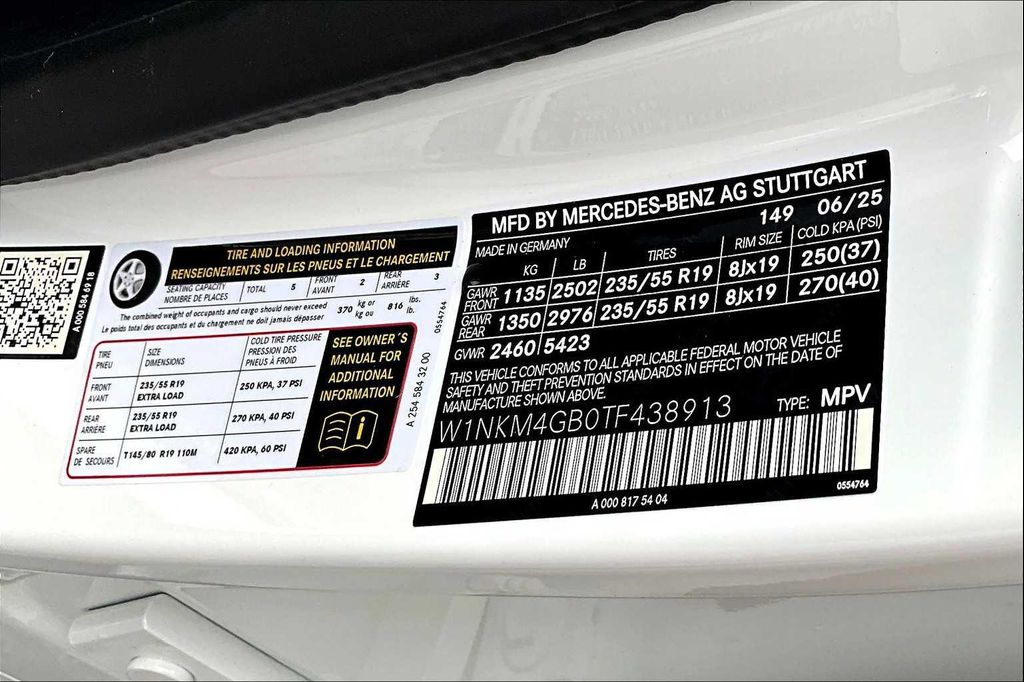 A 000 584 69 18
TIRE AND LOADING INFORMATION
RENSEIGNEMENTS SUR LES PNEUS ET LE CHARGEMENT
SEATING CAPACITY TOTAL 5 FRONT 2 REAR 3
NOMBRE DE PLACES AVANT ARRIÈRE
The combined weight of occupants and cargo should never exceed 370 kg or 816 lbs.
Le poids total des occupants et du chargement ne doit jamais dépasser kg ou lb.
TIRE SIZE COLD TIRE PRESSURE
PNEU DIMENSIONS PRESSION DES
PNEUS À FROID
FRONT 235/55 R19 250 KPA, 37 PSI
AVANT EXTRA LOAD
REAR 235/55 R19 270 KPA, 40 PSI
ARRIÈRE EXTRA LOAD
SPARE T145/80 R19 110M 420 KPA, 60 PSI
DE SECOURS
SEE OWNER'S
MANUAL FOR
ADDITIONAL
INFORMATION
i
A 254 584 32 00 0554764
MFD BY MERCEDES-BENZ AG STUTTGART
149 06/25
MADE IN GERMANY
KG LB TIRES RIM SIZE COLD KPA (PSI)
GAWR FRONT 1135 2502 235/55 R19 8Jx19 250(37)
GAWR REAR 1350 2976 235/55 R19 8Jx19 270(40)
GVWR 2460 5423
THIS VEHICLE CONFORMS TO ALL APPLICABLE FEDERAL MOTOR VEHICLE
SAFETY AND THEFT PREVENTION STANDARDS IN EFFECT ON THE DATE OF
MANUFACTURE SHOWN ABOVE.
W1NKM4GB0TF438913 TYPE: MPV
A 000 817 54 04
0554764